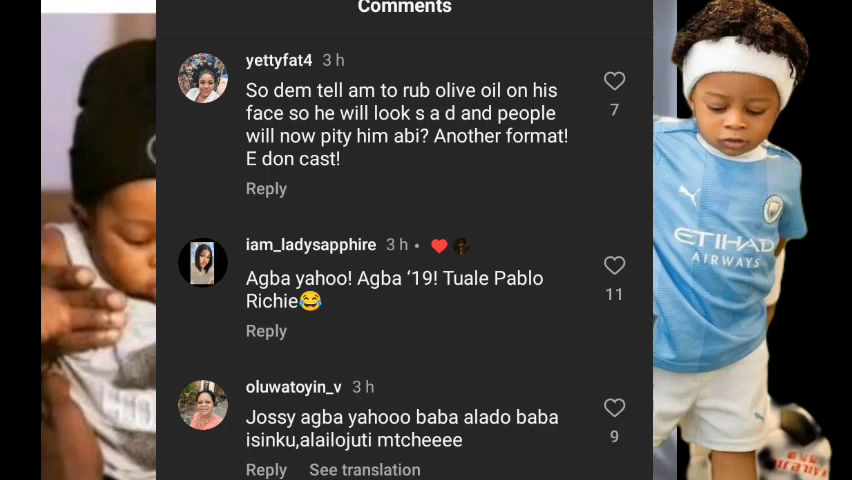 Comments
yettyfat4 3 h
So dem tell am to rub olive oil on his
face so he will look s a d and people
will now pity him abi? Another format!
E don cast!
7
Reply
iam_ladysapphire 3 h • ❤️
Agba yahoo! Agba ‘19! Tuale Pablo
Richie😂
11
Reply
oluwatoyin_v 3 h
Jossy agba yahooo baba alado baba
isinku,alailojuti mtcheeee
9
Reply See translation
ETIHAD
AIRWAYS